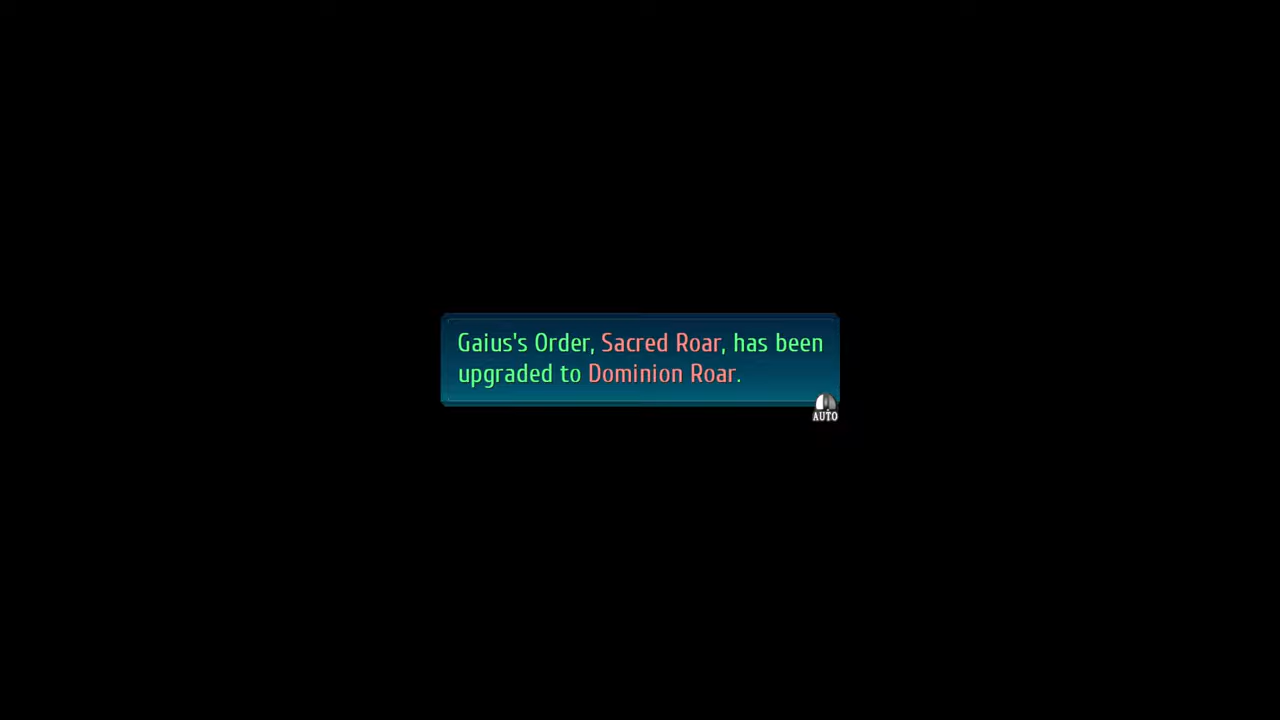 Gaius's Order, Sacred Roar, has been
upgraded to Dominion Roar.
AUTO